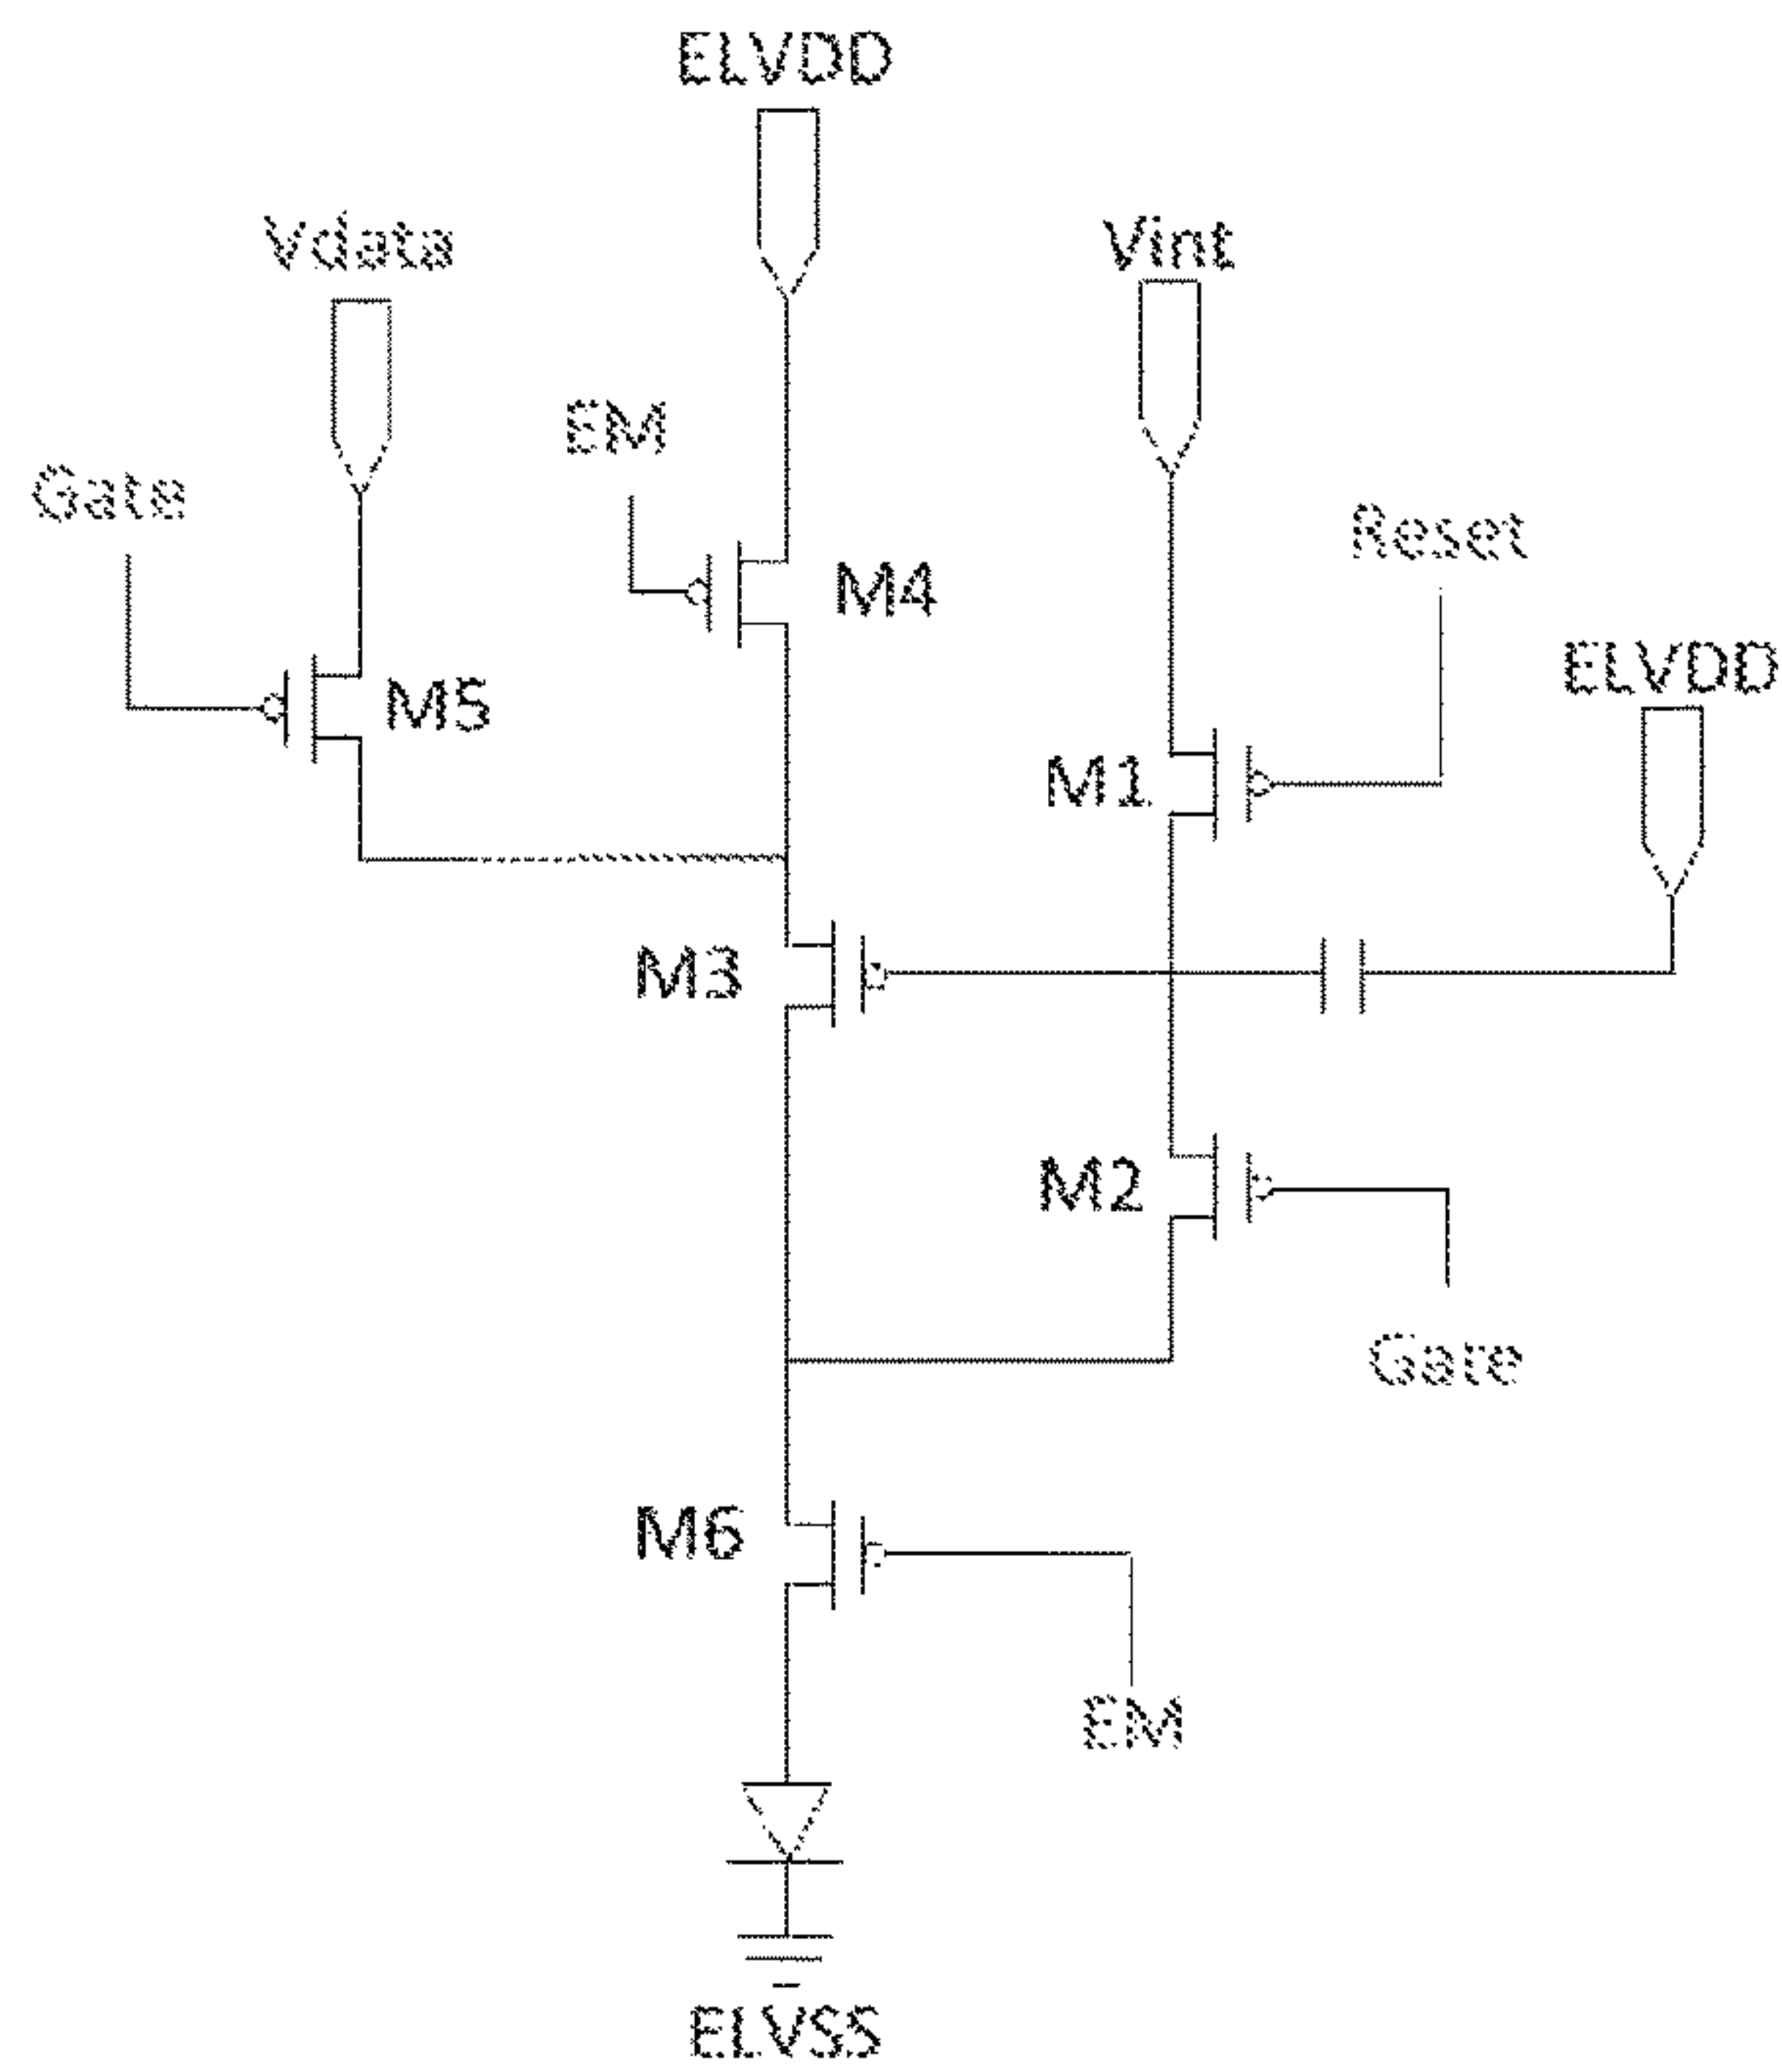 ELVDD
Vdata
Vint
EM
Gate
Reset
M4
ELVDD
M5
M1
M3
M2
Gate
M6
EM
ELVSS